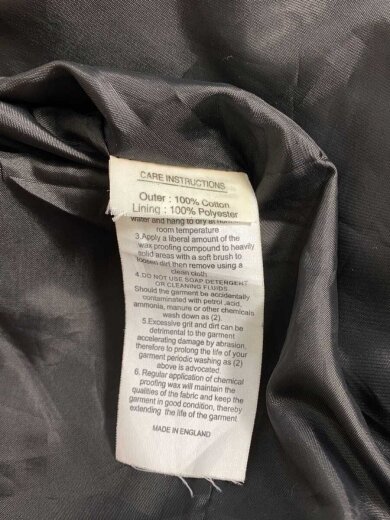 CARE INSTRUCTIONS
Outer : 100% Cotton
Lining : 100% Polyester
water and hang to dry at
room temperature
3.Apply a liberal amount of the
wax proofing compound to heavily
solid areas with a soft brush to
loosen dirt then remove using a
clean cloth.
4.DO NOT USE SOAP DETERGENT
OR CLEANING FLUIDS
Should the garment be accidentally
contaminated with petrol ,acid,
ammonia, manure or other chemicals
wash down as (2).
5.Excessive grit and dirt can be
detrimental to the garment
accelerating damage by abrasion,
therefore to prolong the life of your
garment periodic washing as (2)
above is advocated.
6. Regular application of chemical
proofing wax will maintain the
qualities of the fabric and keep the
garment in good condition, thereby
extending the life of the garment
MADE IN ENGLAND